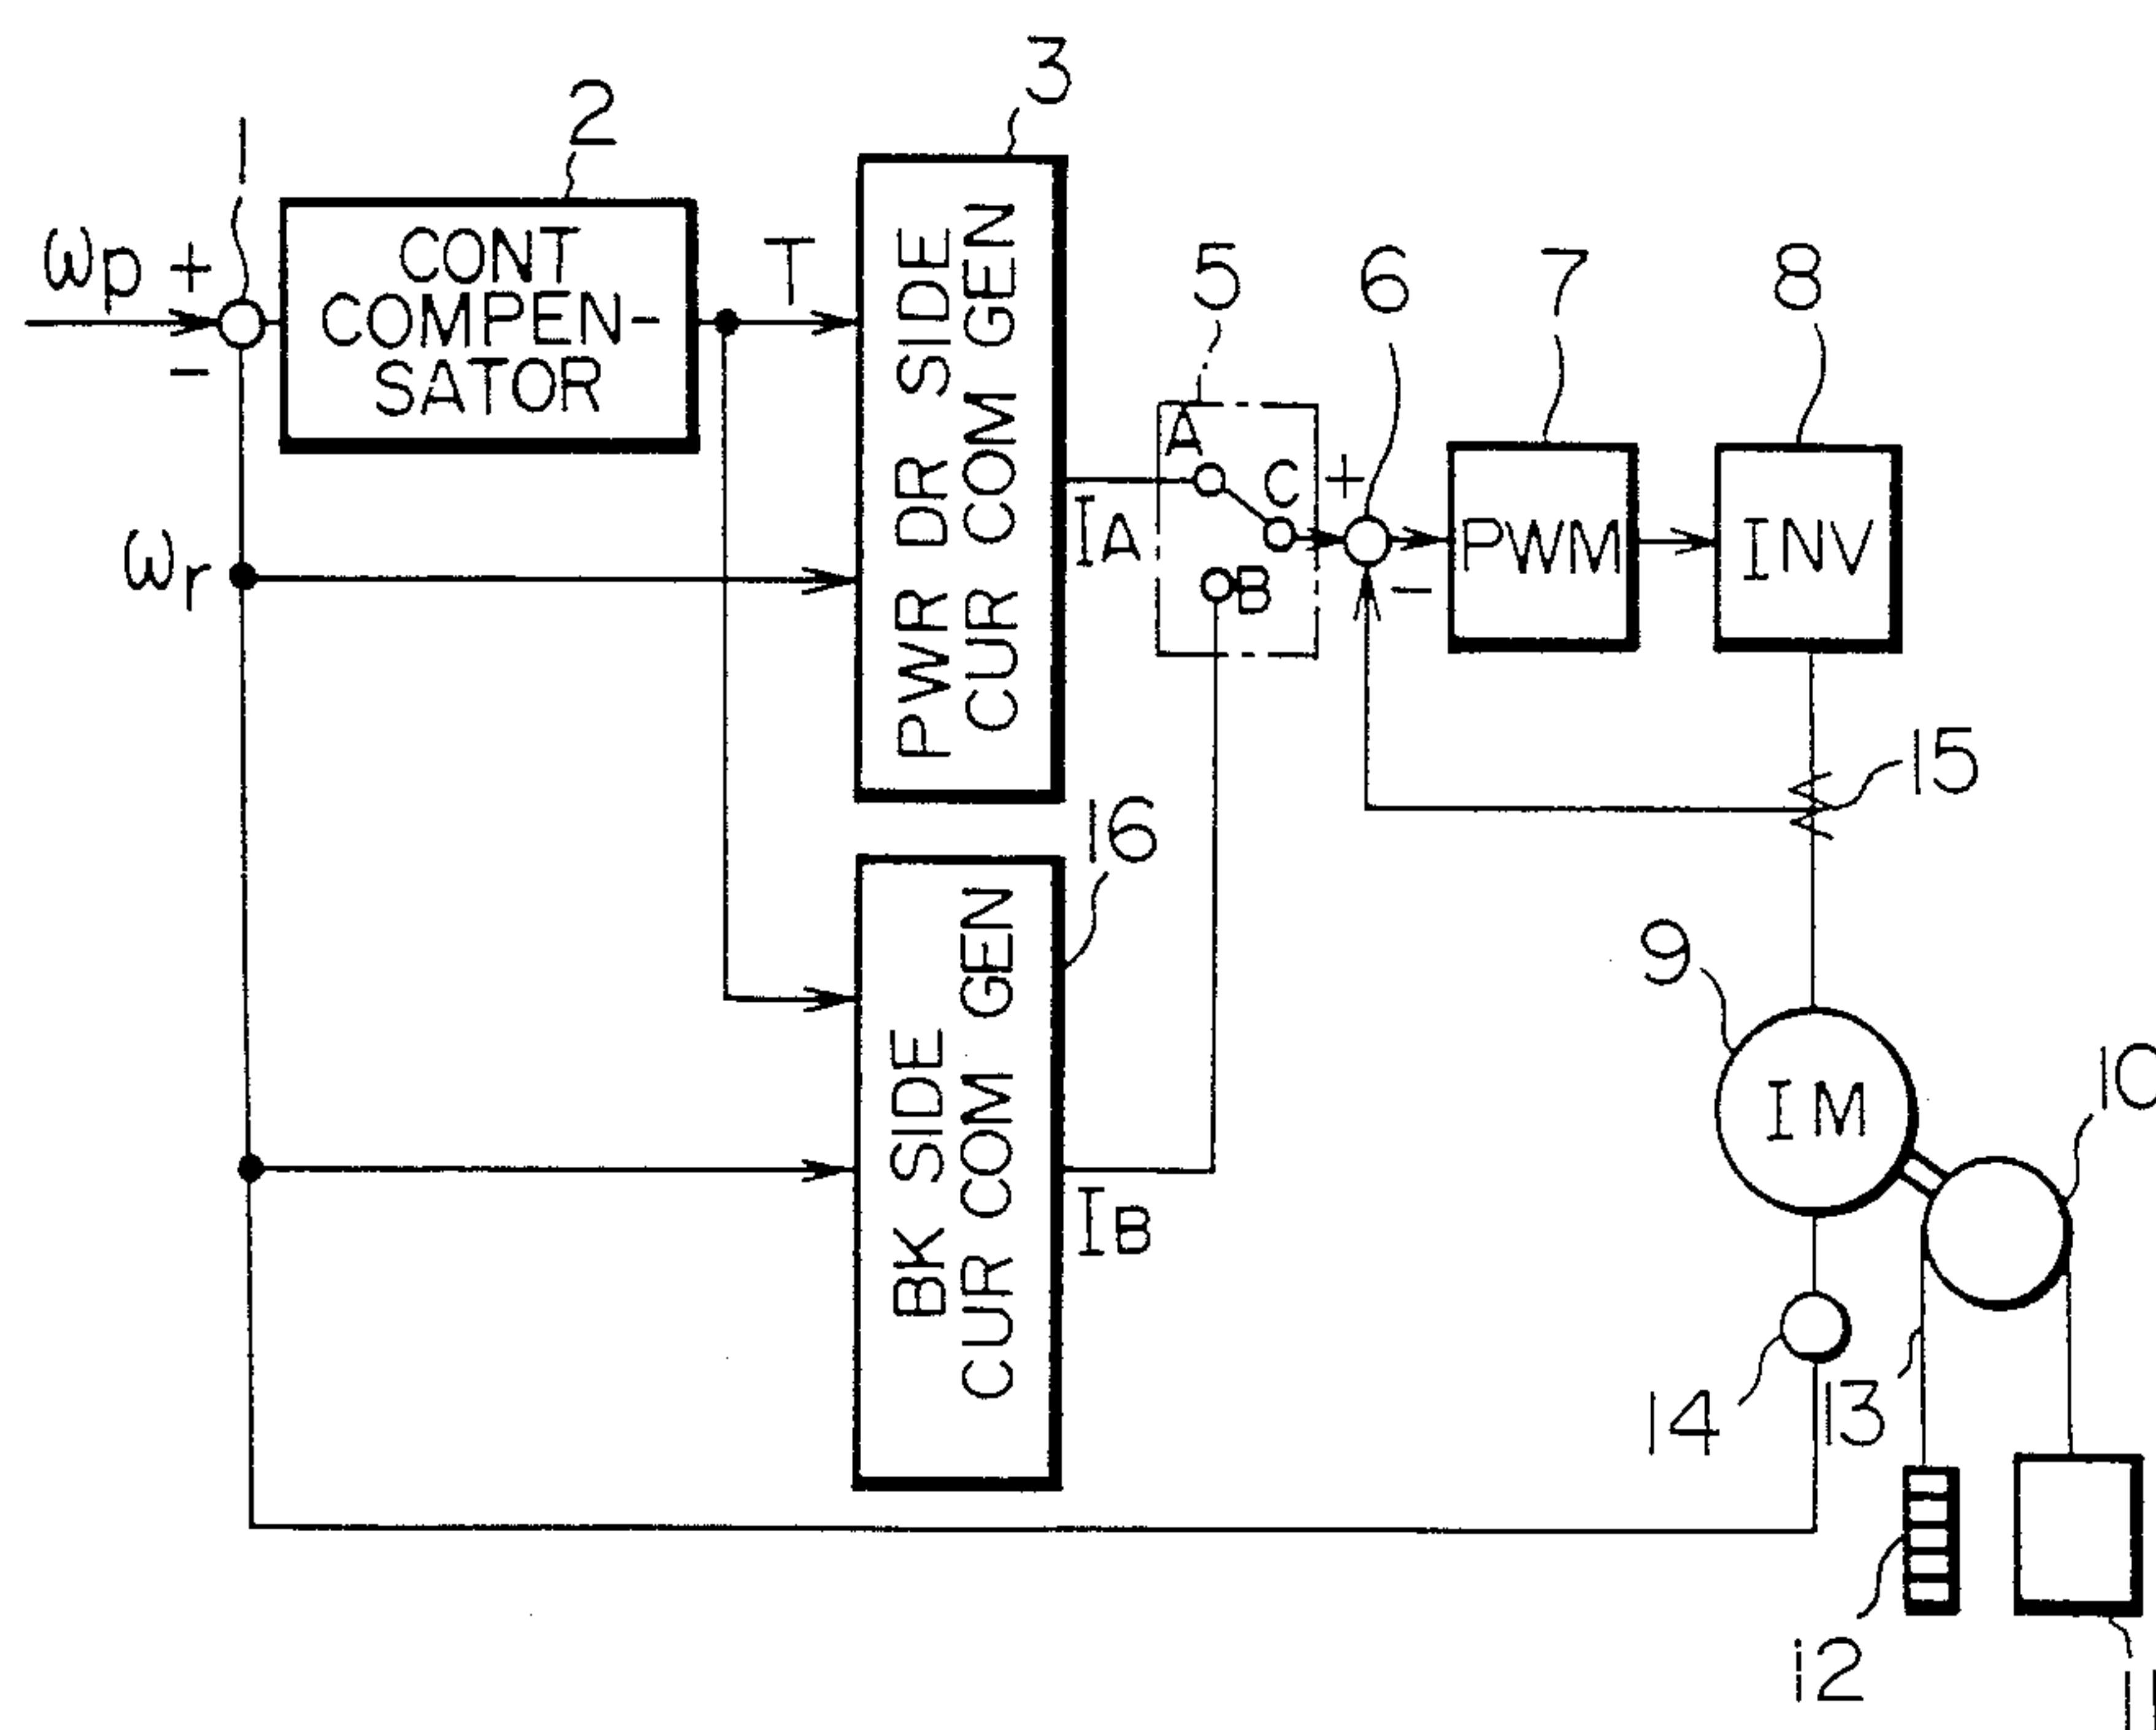 3
2
1
ωp +
-
CONT
COMPEN-
SATOR
T
PWR DR SIDE
CUR COM GEN
5
6
7
8
A
C
+
B
-
IA
PWM
INV
ωr
15
16
BK SIDE
CUR COM GEN
9
IM
10
IB
14
13
12
11